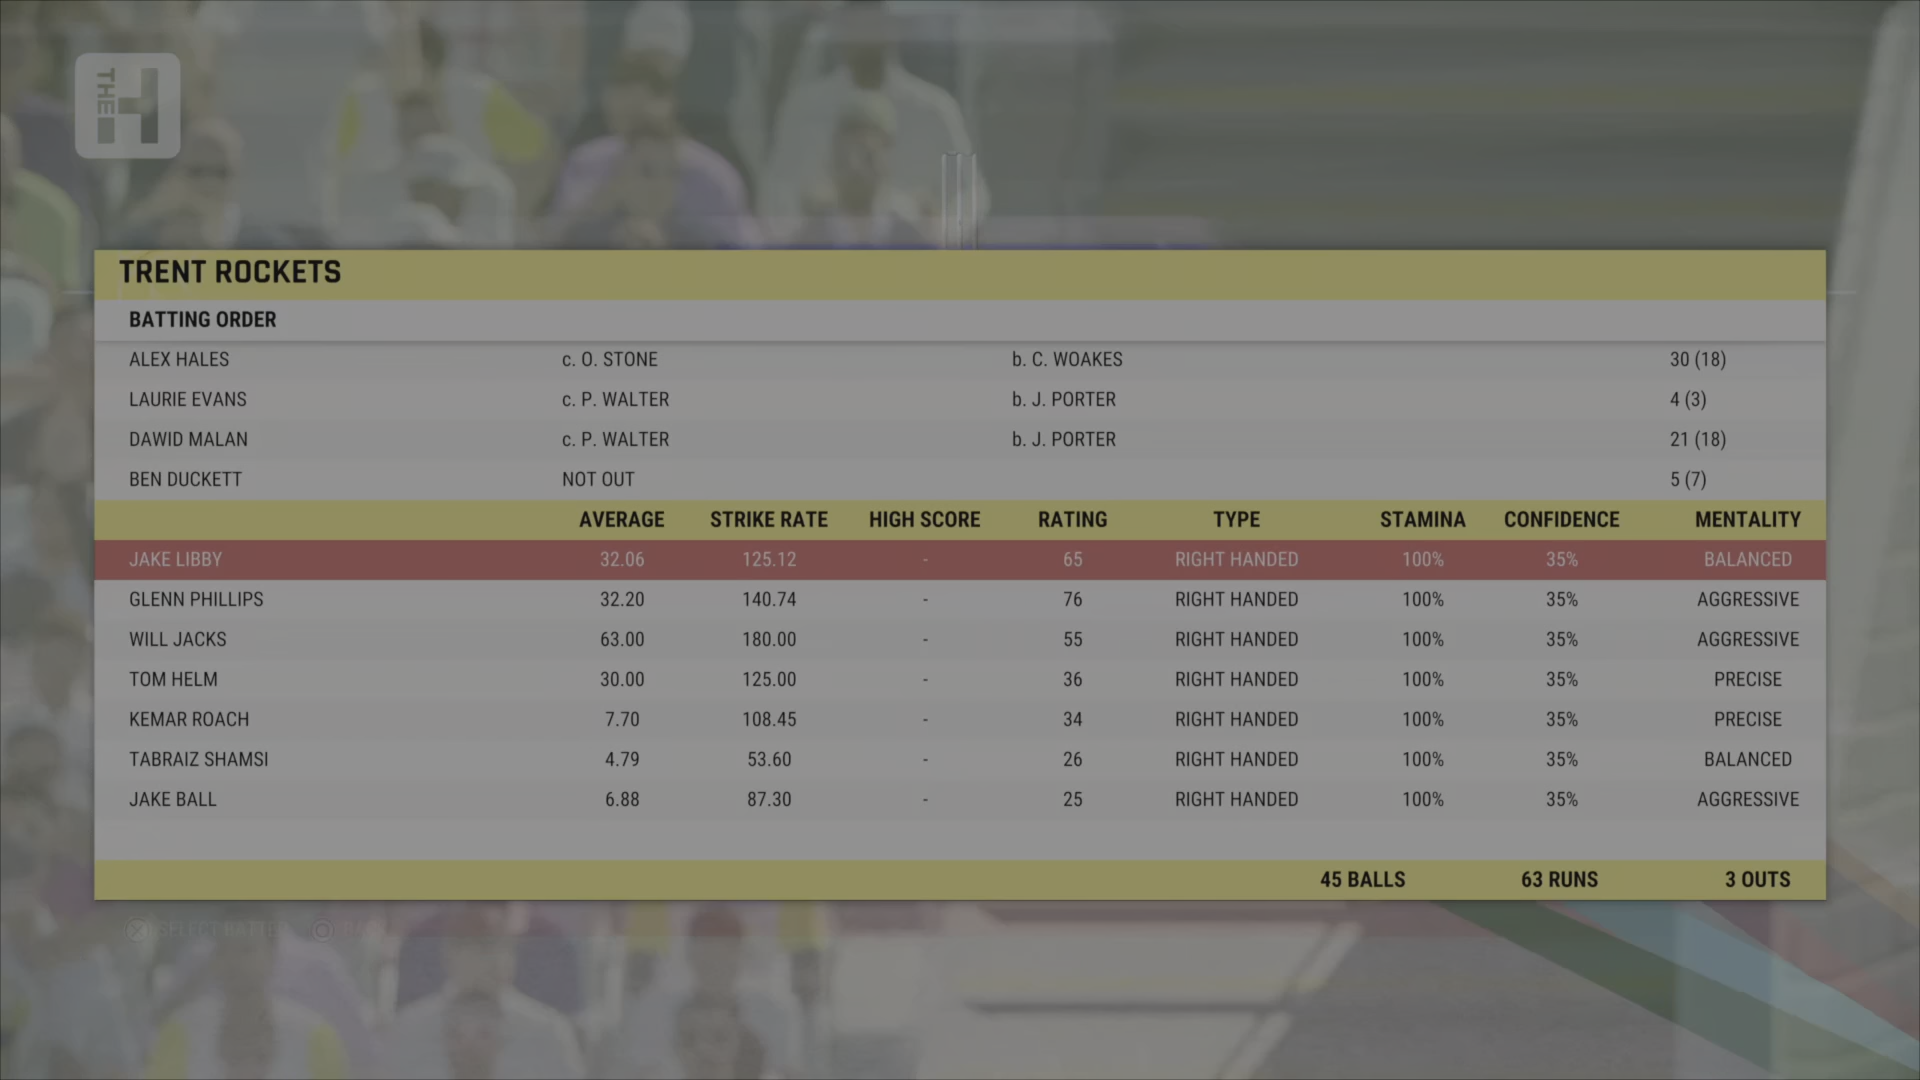 THE H
TRENT ROCKETS
BATTING ORDER
ALEX HALES c. O. STONE b. C. WOAKES 30 (18)
LAURIE EVANS c. P. WALTER b. J. PORTER 4 (3)
DAWID MALAN c. P. WALTER b. J. PORTER 21 (18)
BEN DUCKETT NOT OUT 5 (7)
AVERAGE STRIKE RATE HIGH SCORE RATING TYPE STAMINA CONFIDENCE MENTALITY
JAKE LIBBY 32.06 125.12 - 65 RIGHT HANDED 100% 35% BALANCED
GLENN PHILLIPS 32.20 140.74 - 76 RIGHT HANDED 100% 35% AGGRESSIVE
WILL JACKS 63.00 180.00 - 55 RIGHT HANDED 100% 35% AGGRESSIVE
TOM HELM 30.00 125.00 - 36 RIGHT HANDED 100% 35% PRECISE
KEMAR ROACH 7.70 108.45 - 34 RIGHT HANDED 100% 35% PRECISE
TABRAIZ SHAMSI 4.79 53.60 - 26 RIGHT HANDED 100% 35% BALANCED
JAKE BALL 6.88 87.30 - 25 RIGHT HANDED 100% 35% AGGRESSIVE
45 BALLS 63 RUNS 3 OUTS
SELECT BATTER BACK